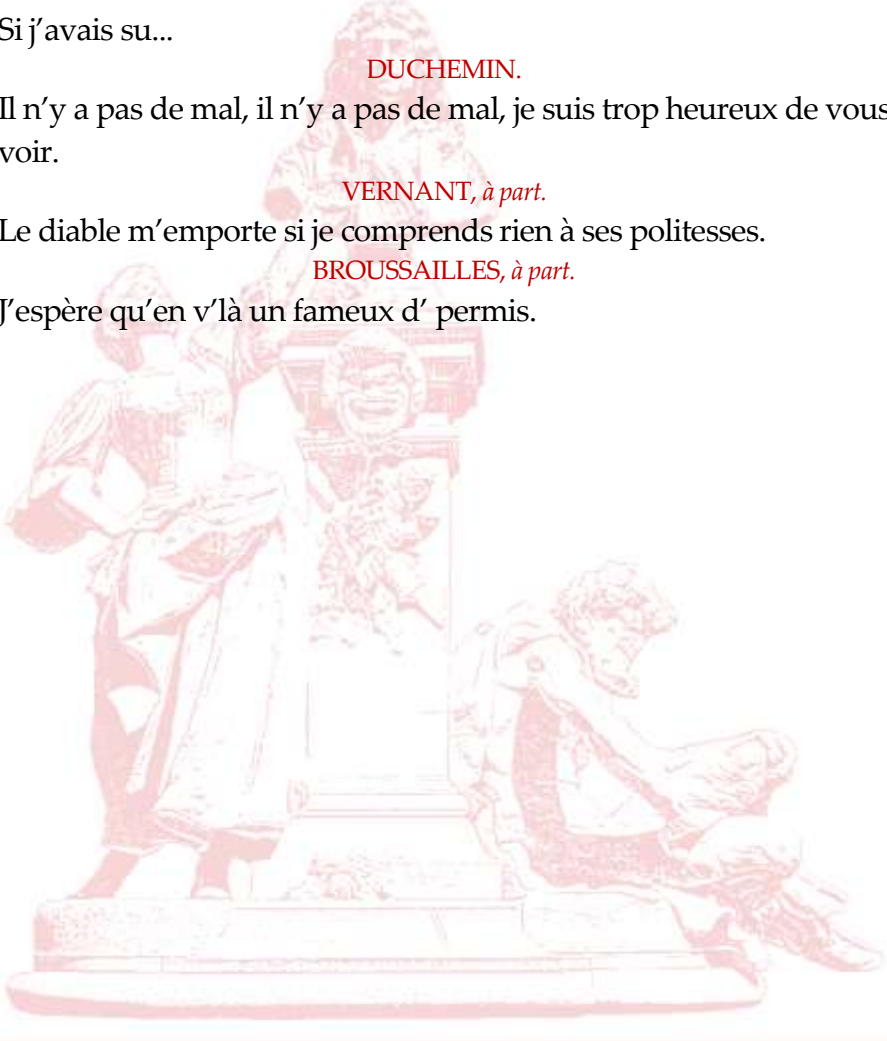 Si j’avais su...
DUCHEMIN.
Il n’y a pas de mal, il n’y a pas de mal, je suis trop heureux de vous
voir.
VERNANT, à part.
Le diable m’emporte si je comprends rien à ses politesses.
BROUSSAILLES, à part.
J’espère qu’en v’là un fameux d’ permis.